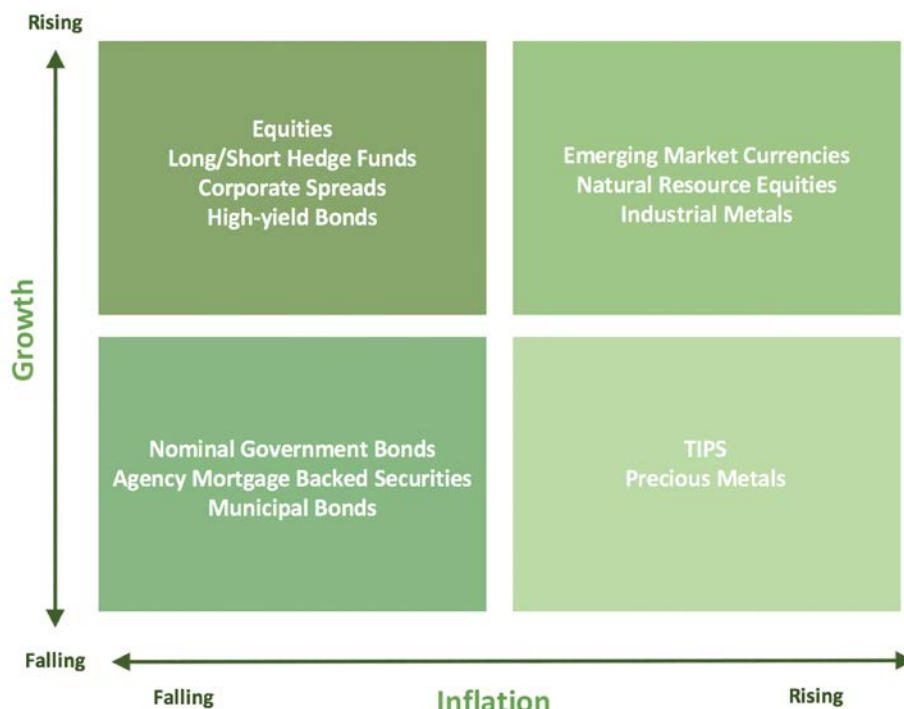 Rising
Equities
Long/Short Hedge Funds
Corporate Spreads
High-yield Bonds
Emerging Market Currencies
Natural Resource Equities
Industrial Metals
Growth
Nominal Government Bonds
Agency Mortgage Backed Securities
Municipal Bonds
TIPS
Precious Metals
Falling
Falling
Inflation
Rising